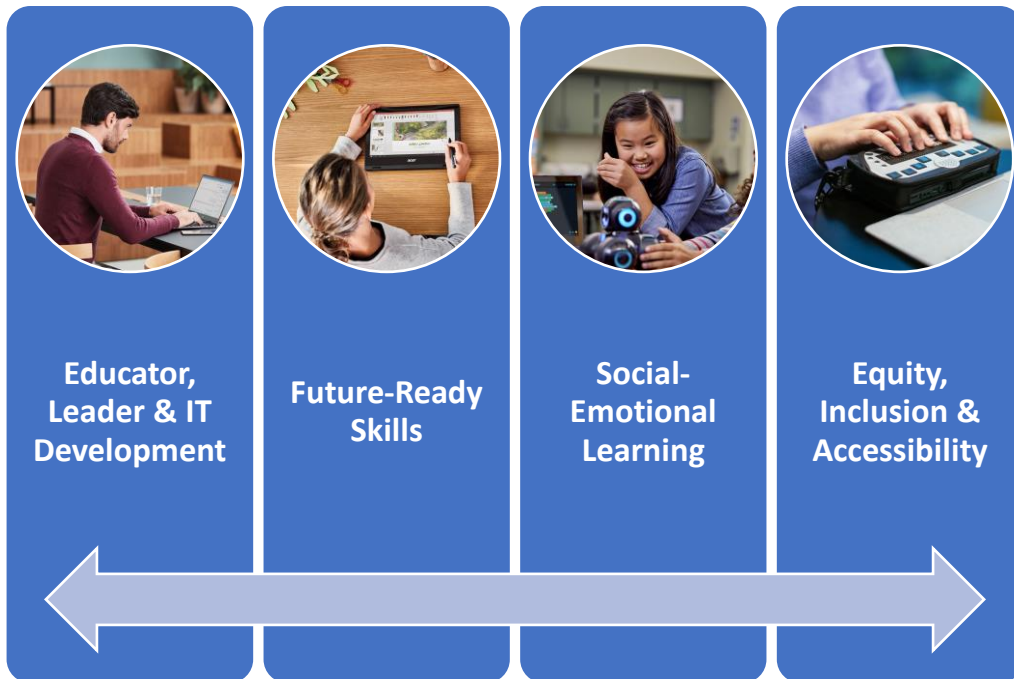 Educator,
Leader & IT
Development
Future-Ready
Skills
Social-
Emotional
Learning
Equity,
Inclusion &
Accessibility